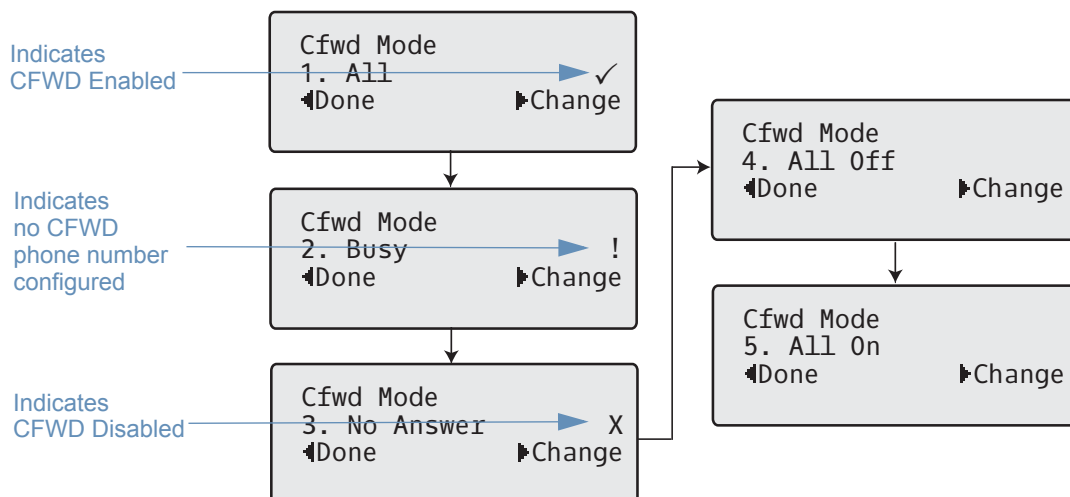 Indicates
CFWD Enabled
Cfwd Mode
1. All ✓
◀Done ▶Change
Indicates
no CFWD
phone number
configured
Cfwd Mode
2. Busy !
◀Done ▶Change
Indicates
CFWD Disabled
Cfwd Mode
3. No Answer X
◀Done ▶Change
Cfwd Mode
4. All Off
◀Done ▶Change
Cfwd Mode
5. All On
◀Done ▶Change